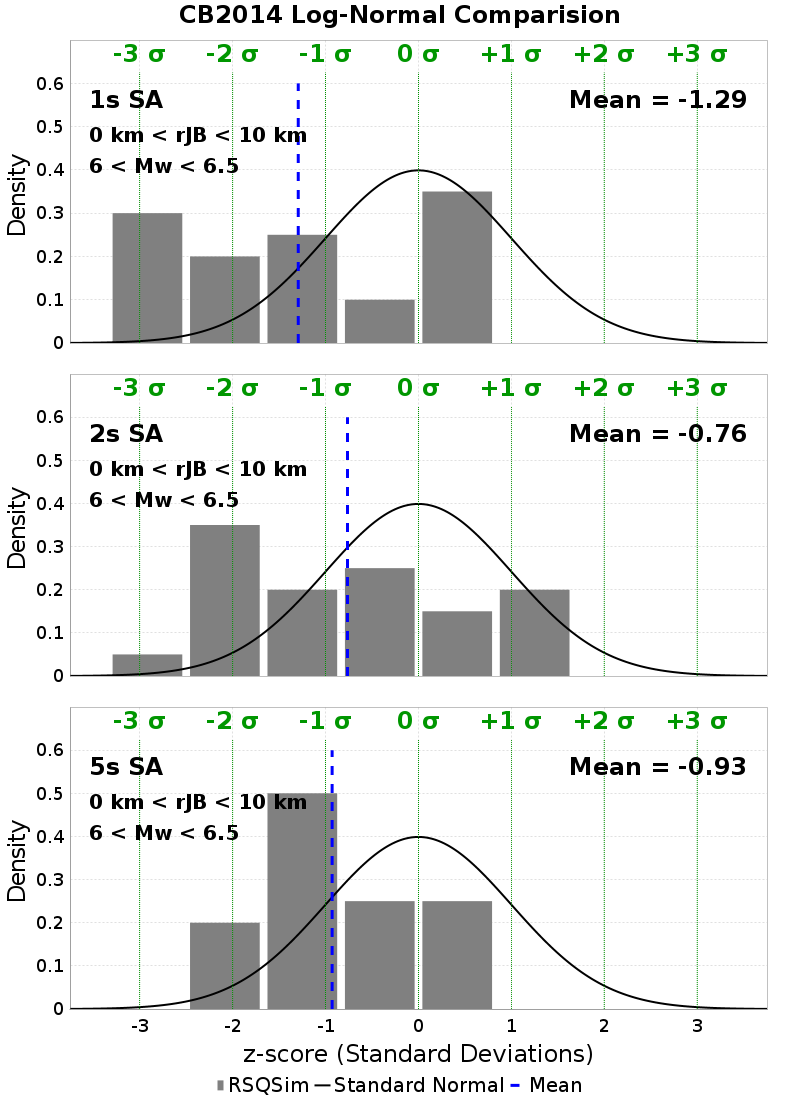 CB2014 Log-Normal Comparision
-3 σ -2 σ -1 σ 0 σ +1 σ +2 σ +3 σ
0.6
1s SA Mean = -1.29
0.5
0 km < rJB < 10 km
6 < Mw < 6.5
0.4
Density
0.3
0.2
0.1
0
-3 σ -2 σ -1 σ 0 σ +1 σ +2 σ +3 σ
0.6
2s SA Mean = -0.76
0.5
0 km < rJB < 10 km
6 < Mw < 6.5
0.4
Density
0.3
0.2
0.1
0
-3 σ -2 σ -1 σ 0 σ +1 σ +2 σ +3 σ
0.6
5s SA Mean = -0.93
0.5
0 km < rJB < 10 km
6 < Mw < 6.5
0.4
Density
0.3
0.2
0.1
0
-3 -2 -1 0 1 2 3
z-score (Standard Deviations)
RSQSim Standard Normal Mean